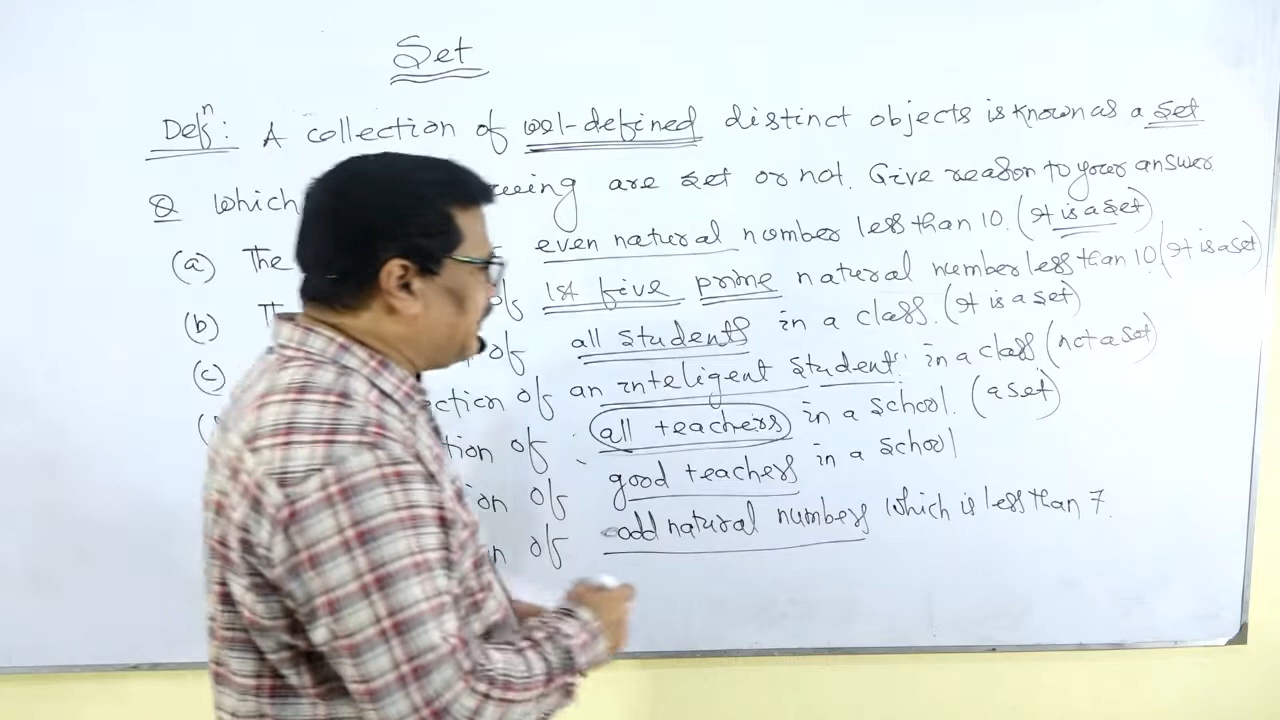 Set
Defn: A collection of well-defined distinct objects is known as a set
Q which are set or not. Give reason to your answer
(a) The even natural number less than 10. (It is a set)
(b) of 1st five prime natural number less than 10 (It is a set)
(c) of all students in a class. (It is a set)
ection of an inteligent student in a class (not a set)
tion of all teachers in a school. (a set)
on of good teachers in a school
n of odd natural numbers which is less than 7.